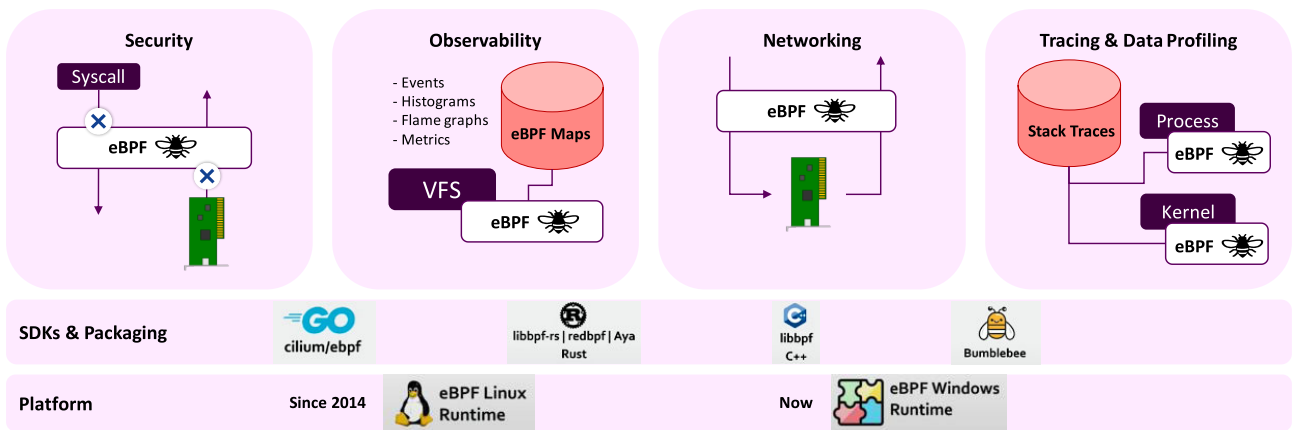 Security
Syscall
eBPF
Observability
- Events
- Histograms
- Flame graphs
- Metrics
eBPF Maps
VFS
eBPF
Networking
eBPF
Tracing & Data Profiling
Stack Traces
Process
eBPF
Kernel
eBPF
SDKs & Packaging
GO
cilium/ebpf
R
libbpf-rs | redbpf | Aya
Rust
C++
libbpf
C++
Bumblebee
Platform
Since 2014
eBPF Linux
Runtime
Now
eBPF Windows
Runtime